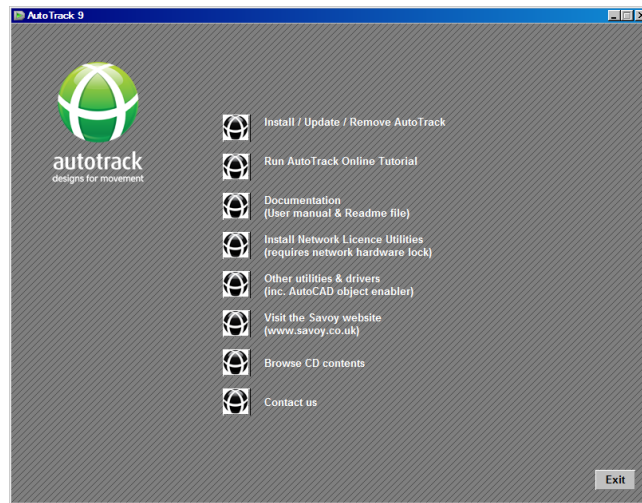 AutoTrack 9
autotrack
designs for movement
Install / Update / Remove AutoTrack
Run AutoTrack Online Tutorial
Documentation
(User manual & Readme file)
Install Network Licence Utilities
(requires network hardware lock)
Other utilities & drivers
(inc. AutoCAD object enabler)
Visit the Savoy website
(www.savoy.co.uk)
Browse CD contents
Contact us
Exit